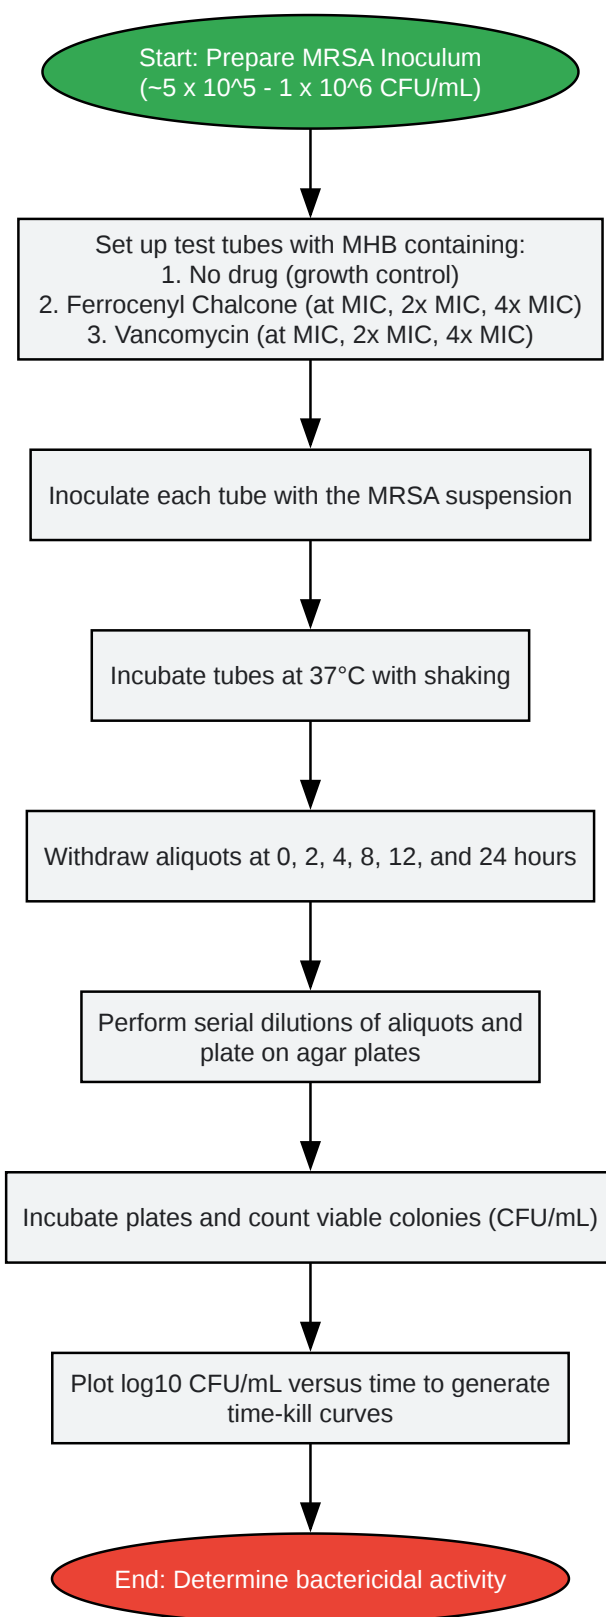 Start: Prepare MRSA Inoculum
(~5 x 10^5 - 1 x 10^6 CFU/mL)
Set up test tubes with MHB containing:
1. No drug (growth control)
2. Ferrocenyl Chalcone (at MIC, 2x MIC, 4x MIC)
3. Vancomycin (at MIC, 2x MIC, 4x MIC)
Inoculate each tube with the MRSA suspension
Incubate tubes at 37°C with shaking
Withdraw aliquots at 0, 2, 4, 8, 12, and 24 hours
Perform serial dilutions of aliquots and
plate on agar plates
Incubate plates and count viable colonies (CFU/mL)
Plot log10 CFU/mL versus time to generate
time-kill curves
End: Determine bactericidal activity